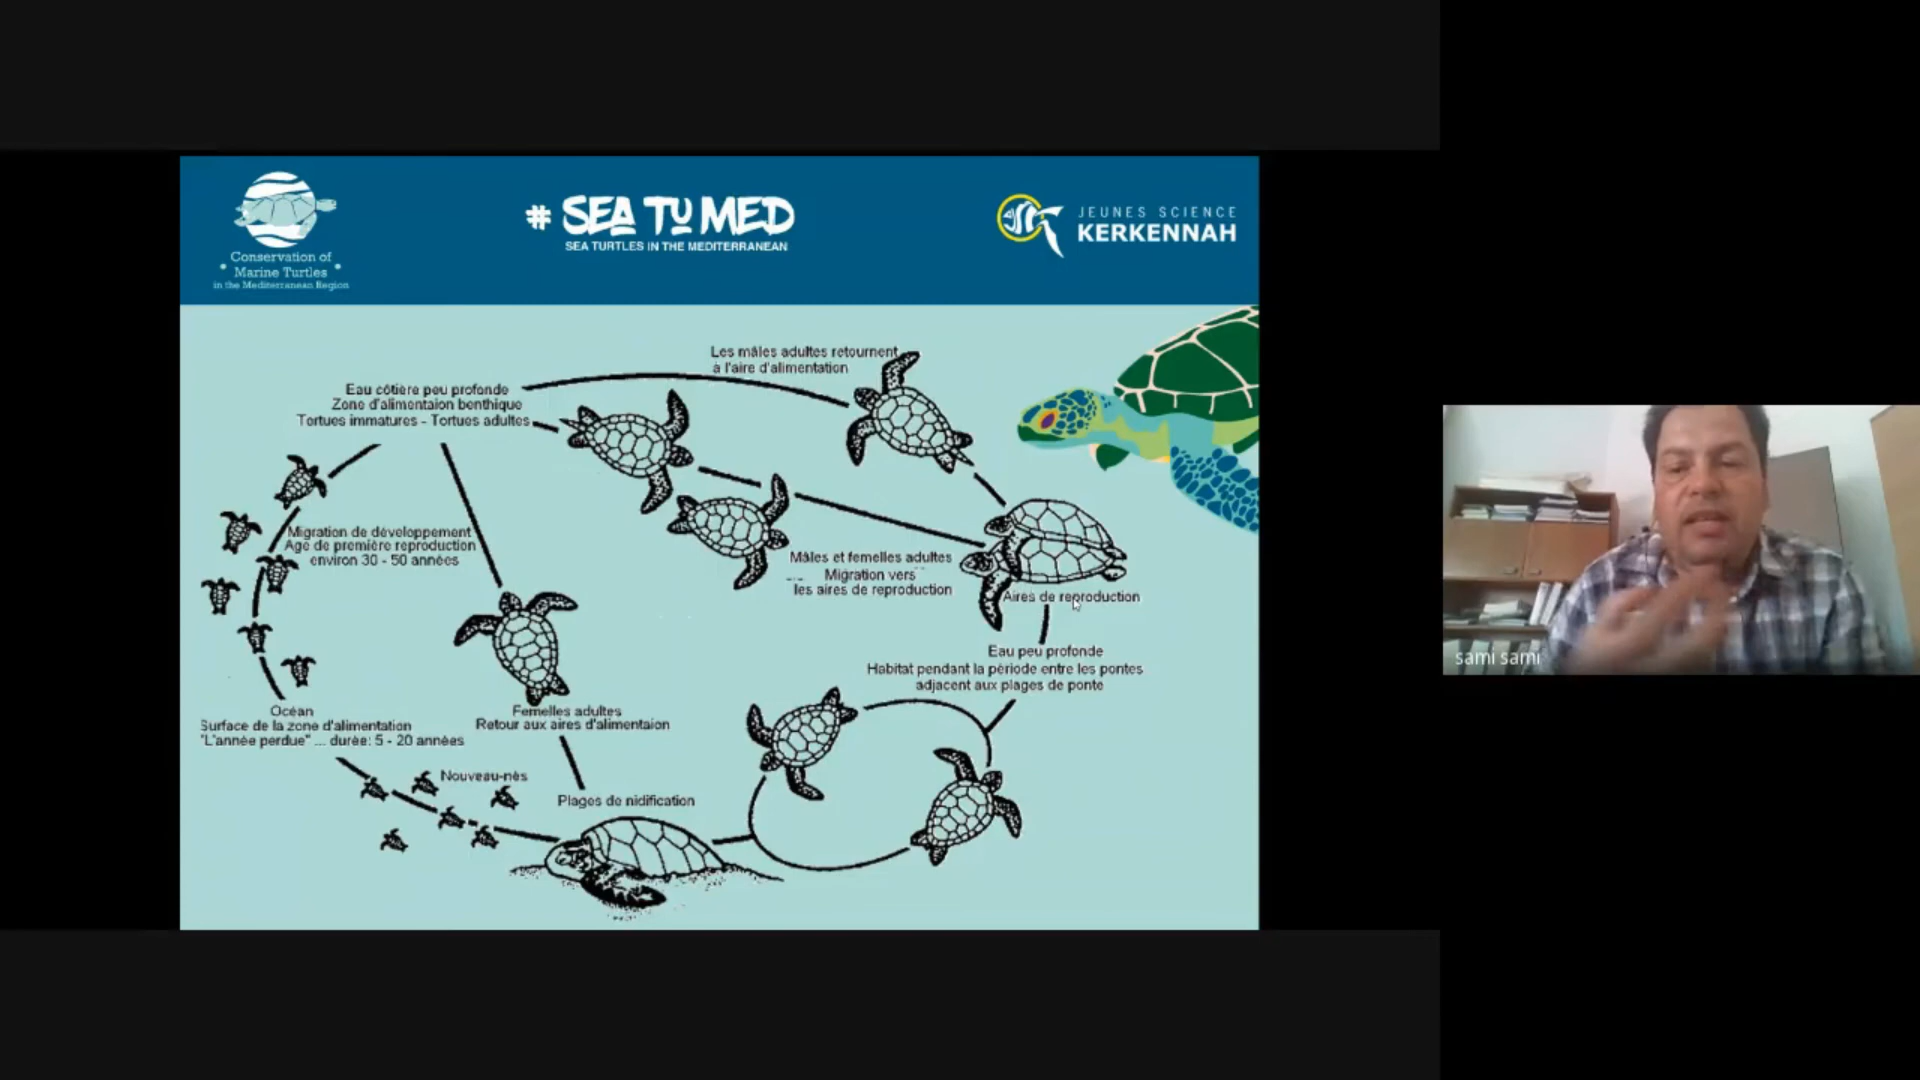 Conservation of
Marine Turtles
in the Mediterranean Region
# SEA TU MED
SEA TURTLES IN THE MEDITERRANEAN
JEUNES SCIENCE
KERKENNAH
Les mâles adultes retournent
à l'aire d'alimentation
Eau côtière peu profonde
Zone d'alimentaion benthique
Tortues immatures - Tortues adultes
Migration de développement
Age de première reproduction
environ 30 - 50 années
Mâles et femelles adultes
Migration vers
les aires de reproduction
Aires de reproduction
Eau peu profonde
Habitat pendant la période entre les pontes
adjacent aux plages de ponte
Océan
Surface de la zone d'alimentation
"L'année perdue" ... durée: 5 - 20 années
Femelles adultes
Retour aux aires d'alimentaion
Nouveau-nés
Plages de nidification
sami sami